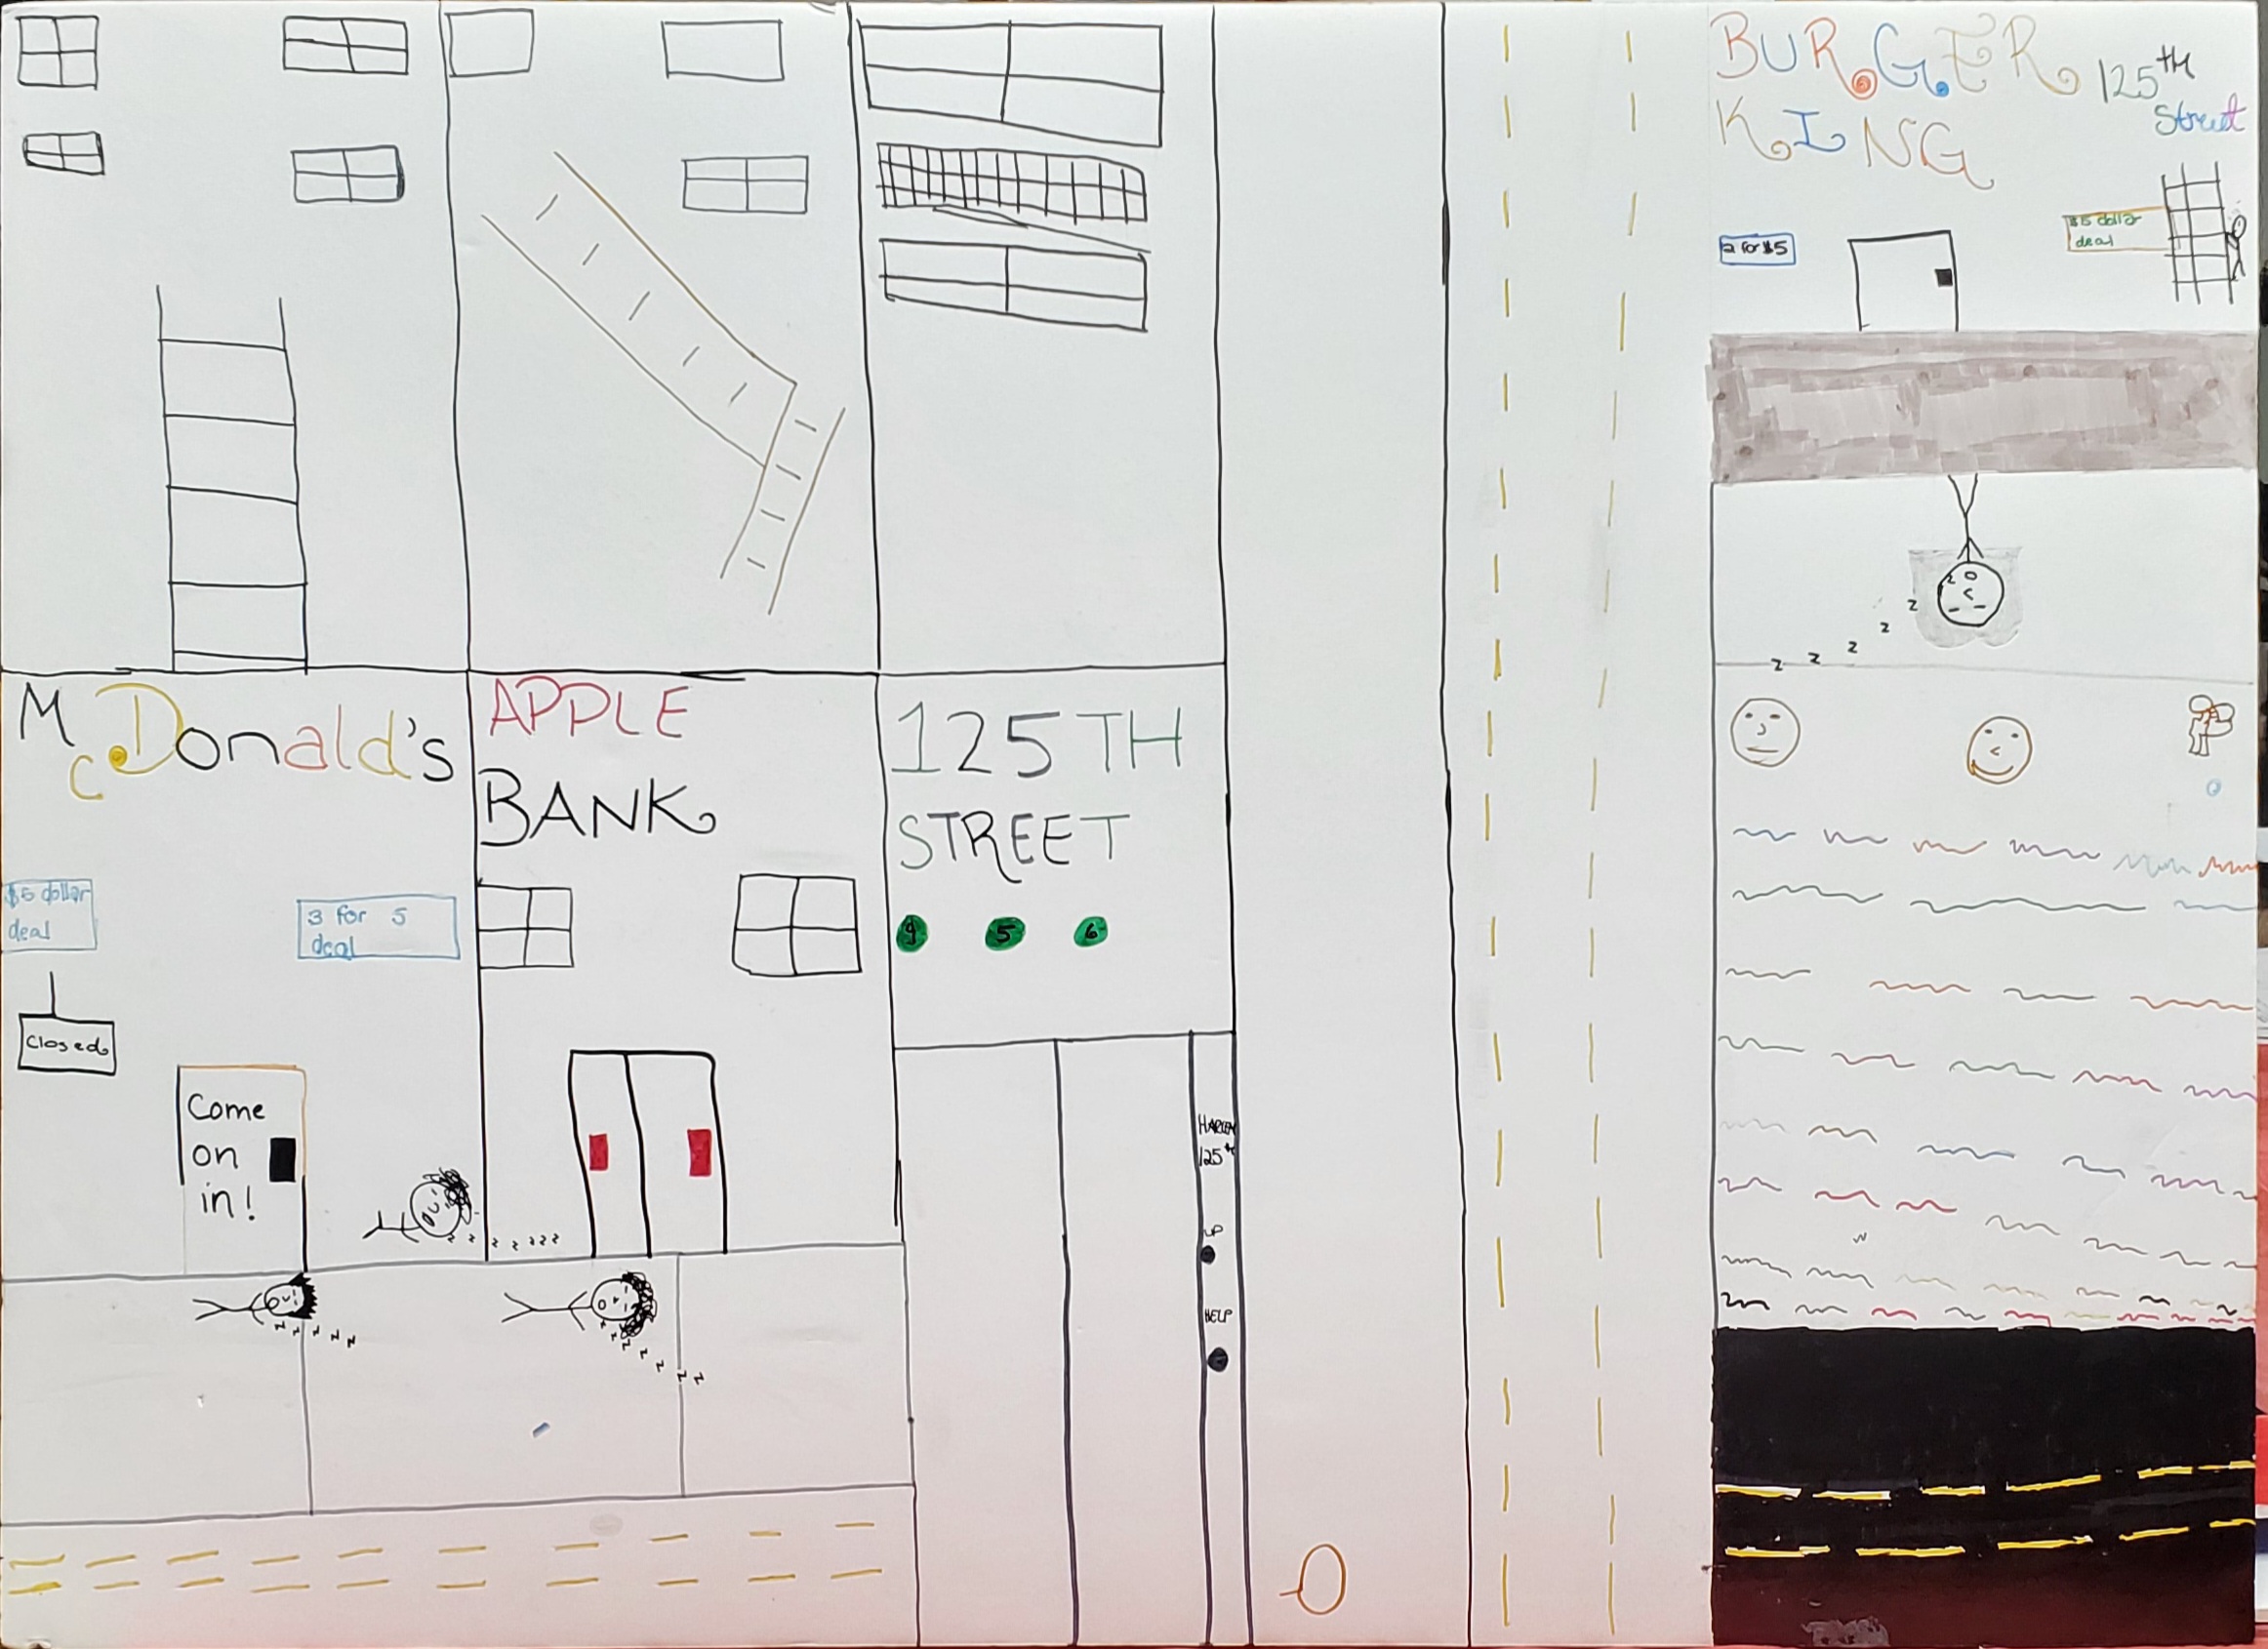 BURGER
KING
125TH
Street
2 for $5
$5 dollar
deal
z
z
z
z
z
z
McDonald's
$5 dollar
deal
3 for 5
deal
Closed
Come
on
in!
z z z z z z z
z z z z z
z z z z z z z
APPLE
BANK
125TH
STREET
5
6
HARLEM
125th
UP
HELP